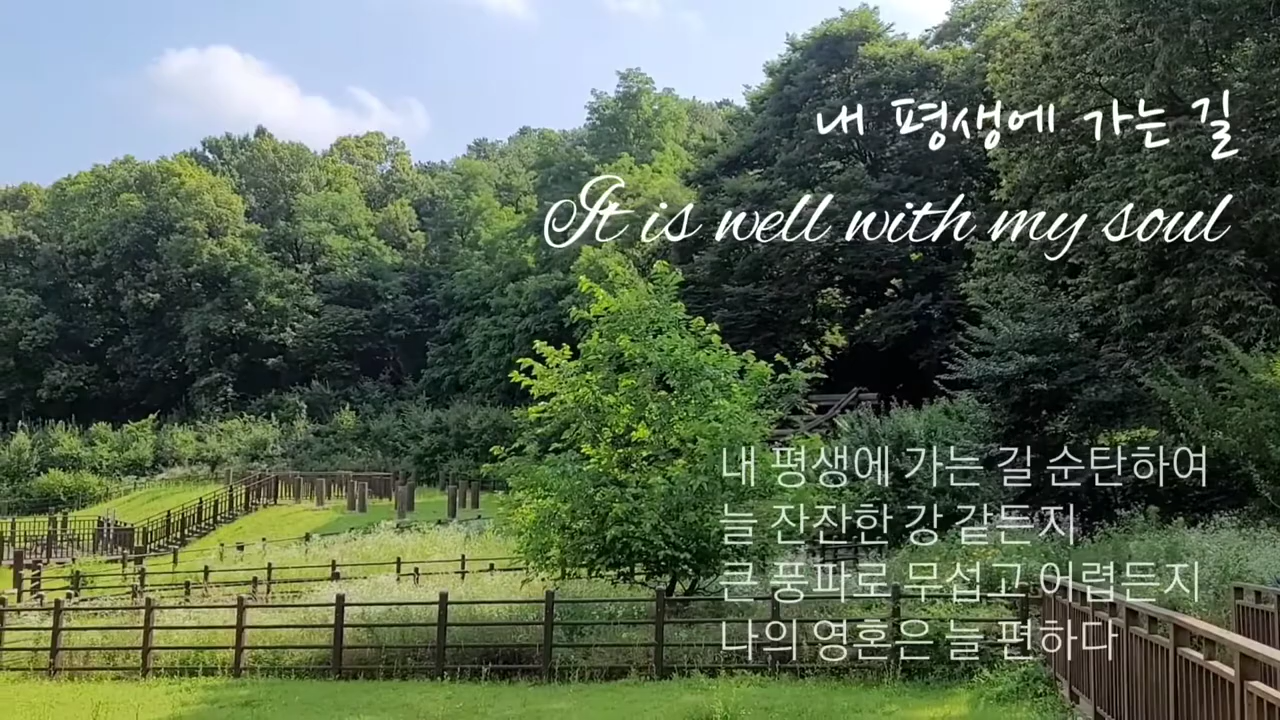 내 평생에 가는 길
It is well with my soul
내 평생에 가는 길 순탄하여
늘 잔잔한 강 같든지
큰 풍파로 무섭고 어렵든지
나의 영혼은 늘 편하다